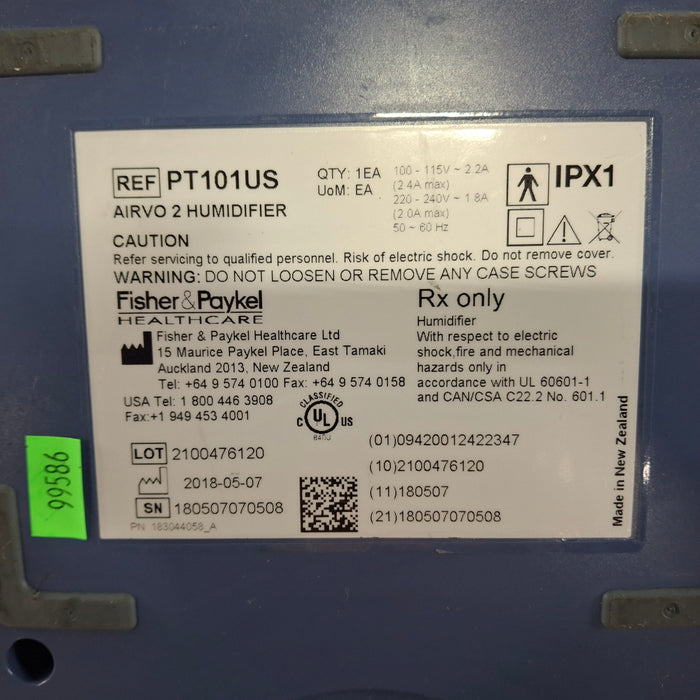 REF PT101US
QTY: 1EA
UoM: EA
100 - 115V ~ 2.2A
(2.4A max)
220 - 240V ~ 1.8A
(2.0A max)
50 ~ 60 Hz
IPX1
AIRVO 2 HUMIDIFIER
CAUTION
Refer servicing to qualified personnel. Risk of electric shock. Do not remove cover.
WARNING: DO NOT LOOSEN OR REMOVE ANY CASE SCREWS
Fisher&Paykel
HEALTHCARE
Fisher & Paykel Healthcare Ltd
15 Maurice Paykel Place, East Tamaki
Auckland 2013, New Zealand
Tel: +64 9 574 0100 Fax: +64 9 574 0158
USA Tel: 1 800 446 3908
Fax:+1 949 453 4001
Rx only
Humidifier
With respect to electric
shock,fire and mechanical
hazards only in
accordance with UL 60601-1
and CAN/CSA C22.2 No. 601.1
CLASSIFIED
C UL US
LOT 2100476120
2018-05-07
SN 180507070508
PN 183044058_A
(01)09420012422347
(10)2100476120
(11)180507
(21)180507070508
Made in New Zealand
99586